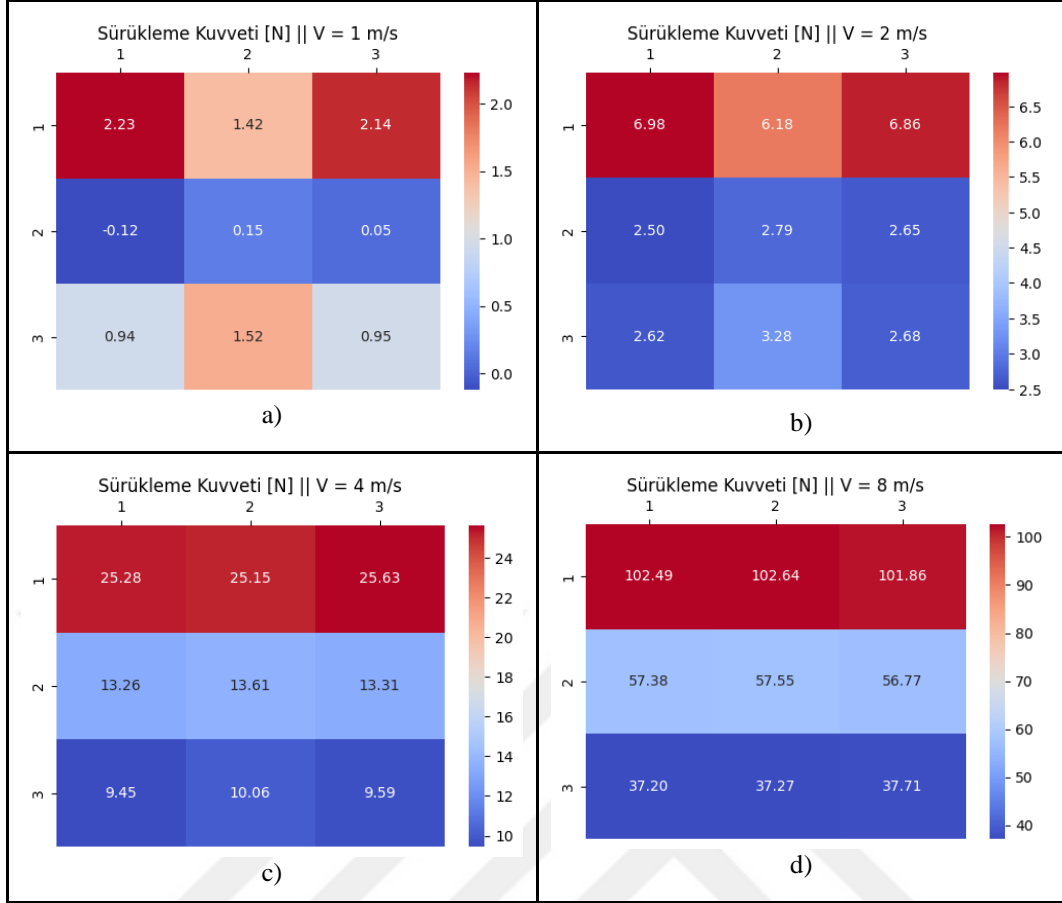 Sürükleme Kuvveti [N] || V = 1 m/s
1 2 3
1 2.23 1.42 2.14
2 -0.12 0.15 0.05
3 0.94 1.52 0.95
2.0
1.5
1.0
0.5
0.0
a)
Sürükleme Kuvveti [N] || V = 2 m/s
1 2 3
1 6.98 6.18 6.86
2 2.50 2.79 2.65
3 2.62 3.28 2.68
6.5
6.0
5.5
5.0
4.5
4.0
3.5
3.0
2.5
b)
Sürükleme Kuvveti [N] || V = 4 m/s
1 2 3
1 25.28 25.15 25.63
2 13.26 13.61 13.31
3 9.45 10.06 9.59
24
22
20
18
16
14
12
10
c)
Sürükleme Kuvveti [N] || V = 8 m/s
1 2 3
1 102.49 102.64 101.86
2 57.38 57.55 56.77
3 37.20 37.27 37.71
100
90
80
70
60
50
40
d)